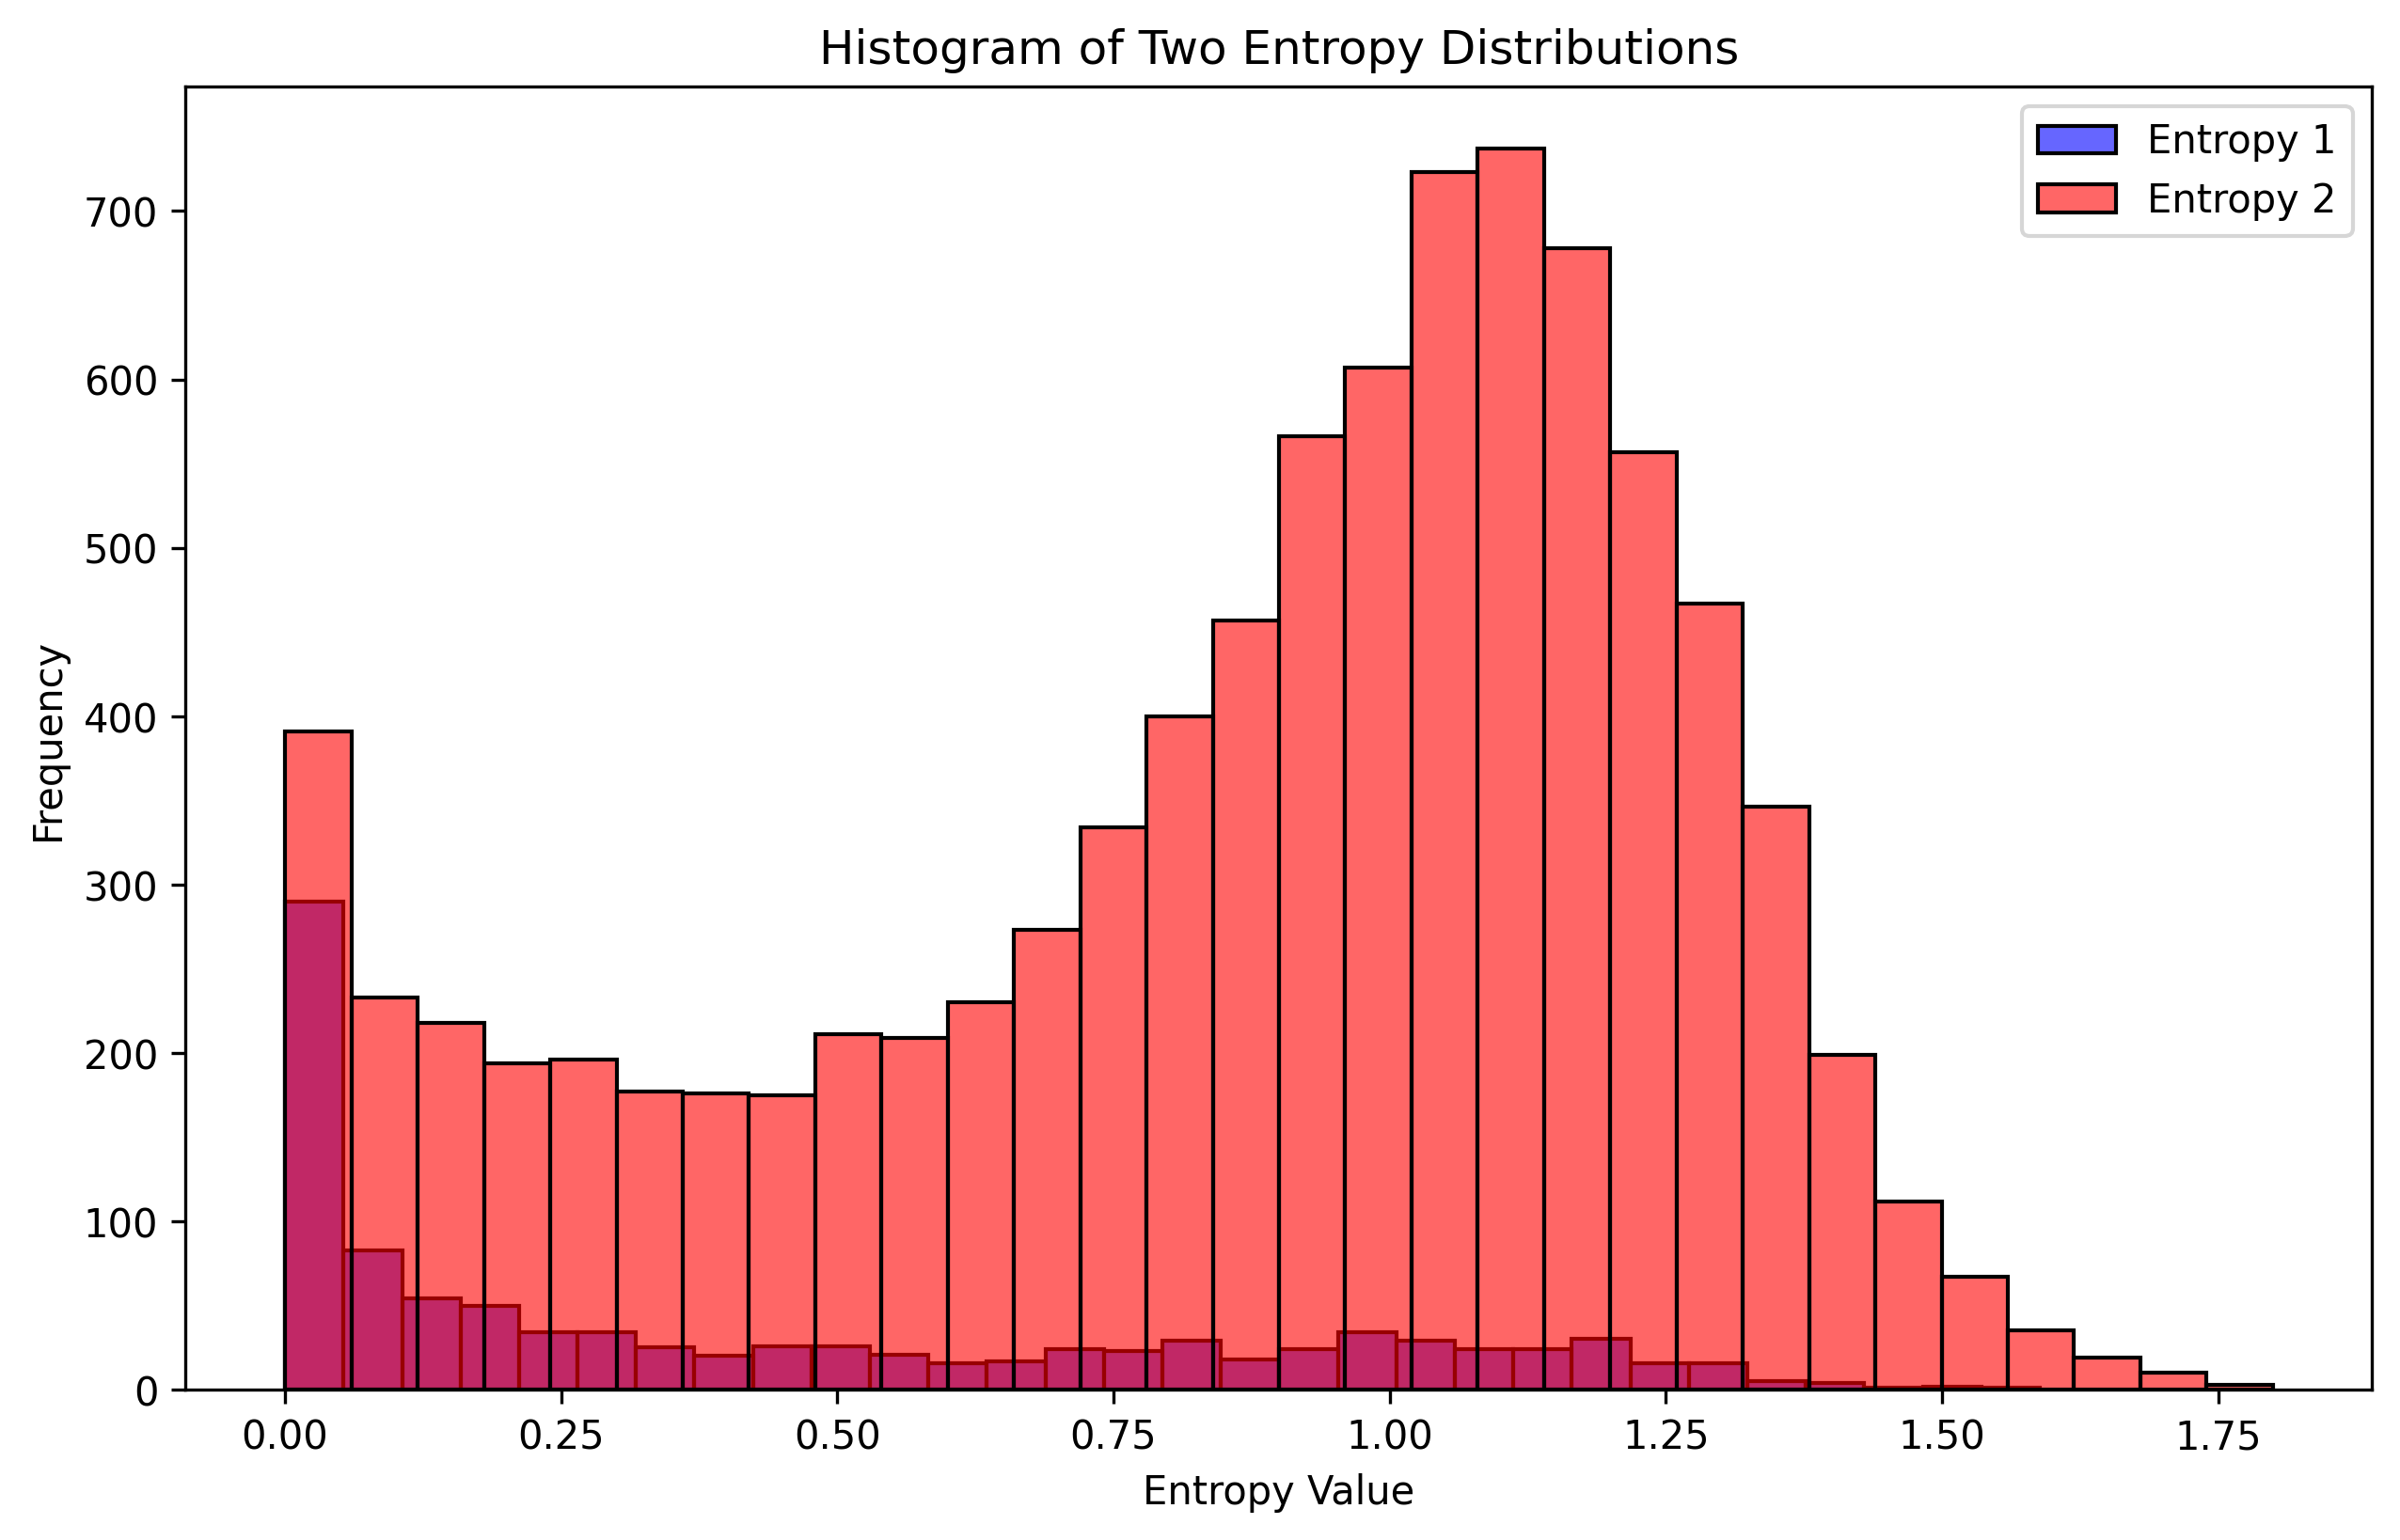 Histogram of Two Entropy Distributions
Entropy 1
Entropy 2
Frequency
700
600
500
400
300
200
100
0
0.00 0.25 0.50 0.75 1.00 1.25 1.50 1.75
Entropy Value